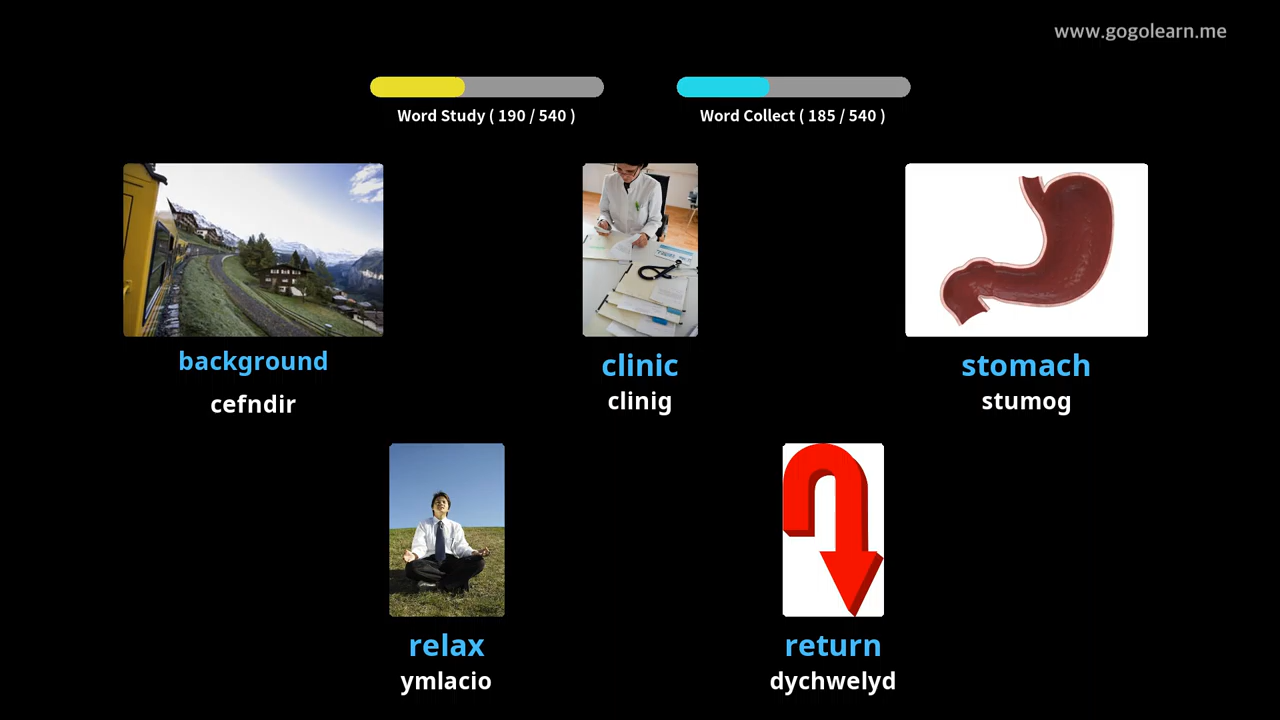 www.gogolearn.me
Word Study ( 190 / 540 )
Word Collect ( 185 / 540 )
background
cefndir
clinic
clinig
stomach
stumog
relax
ymlacio
return
dychwelyd